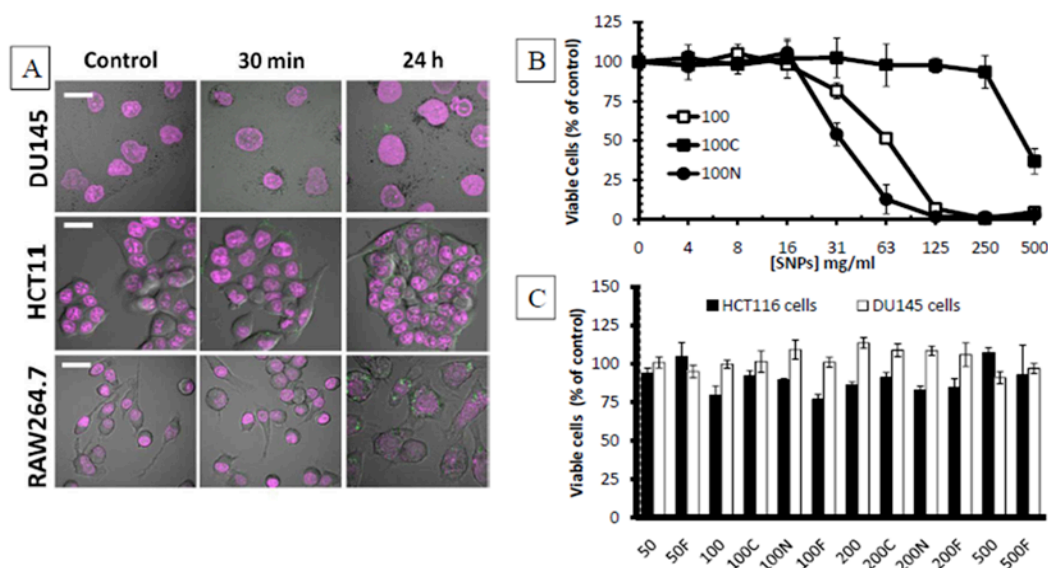 A
Control 30 min 24 h
DU145
HCT11
RAW264.7
B
Viable Cells (% of control)
125
100
75
50
25
0
100
100C
100N
0 4 8 16 31 63 125 250 500
[SNPs] mg/ml
C
Viable cells (% of control)
150
125
100
75
50
25
0
HCT116 cells DU145 cells
50 50F 100 100C 100N 100F 200 200C 200N 200F 500 500F